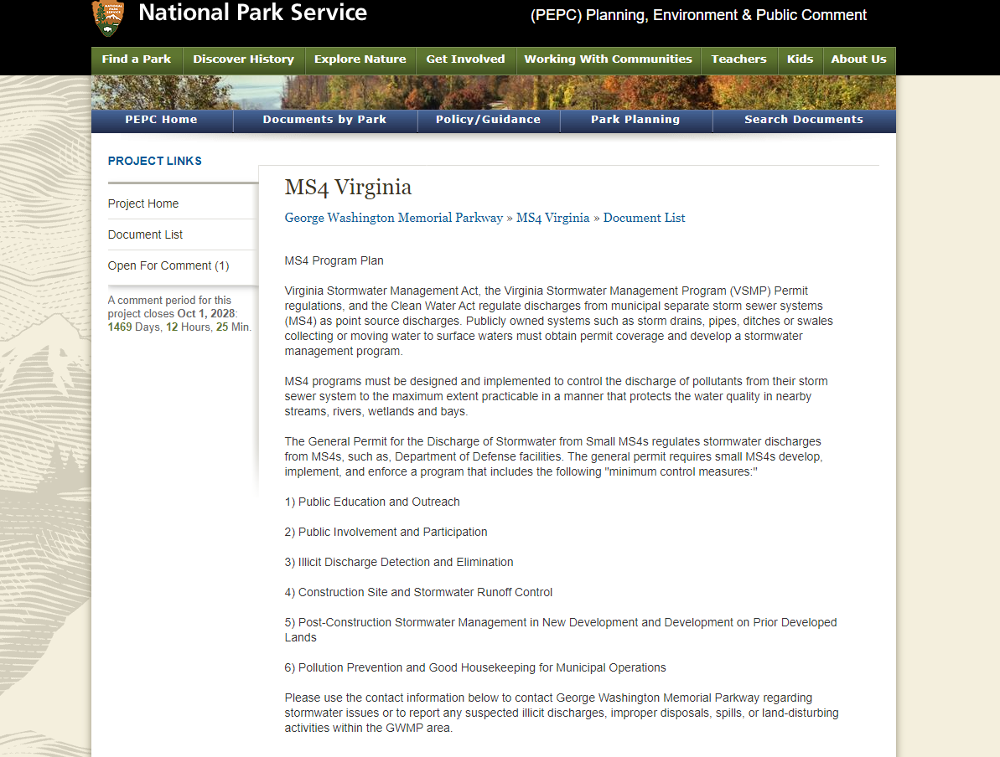 National Park Service
(PEPC) Planning, Environment & Public Comment
Find a Park
Discover History
Explore Nature
Get Involved
Working With Communities
Teachers
Kids
About Us
PEPC Home
Documents by Park
Policy/Guidance
Park Planning
Search Documents
PROJECT LINKS
Project Home
Document List
Open For Comment (1)
A comment period for this
project closes Oct 1, 2028:
1469 Days, 12 Hours, 25 Min.
MS4 Virginia
George Washington Memorial Parkway » MS4 Virginia » Document List
MS4 Program Plan
Virginia Stormwater Management Act, the Virginia Stormwater Management Program (VSMP) Permit
regulations, and the Clean Water Act regulate discharges from municipal separate storm sewer systems
(MS4) as point source discharges. Publicly owned systems such as storm drains, pipes, ditches or swales
collecting or moving water to surface waters must obtain permit coverage and develop a stormwater
management program.
MS4 programs must be designed and implemented to control the discharge of pollutants from their storm
sewer system to the maximum extent practicable in a manner that protects the water quality in nearby
streams, rivers, wetlands and bays.
The General Permit for the Discharge of Stormwater from Small MS4s regulates stormwater discharges
from MS4s, such as, Department of Defense facilities. The general permit requires small MS4s develop,
implement, and enforce a program that includes the following "minimum control measures:"
1) Public Education and Outreach
2) Public Involvement and Participation
3) Illicit Discharge Detection and Elimination
4) Construction Site and Stormwater Runoff Control
5) Post-Construction Stormwater Management in New Development and Development on Prior Developed
Lands
6) Pollution Prevention and Good Housekeeping for Municipal Operations
Please use the contact information below to contact George Washington Memorial Parkway regarding
stormwater issues or to report any suspected illicit discharges, improper disposals, spills, or land-disturbing
activities within the GWMP area.